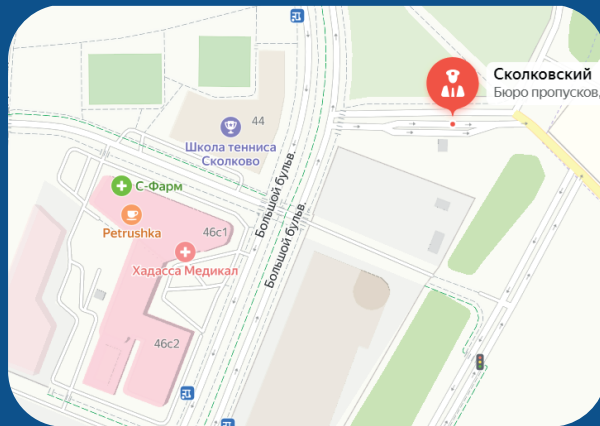 Сколковский
Бюро пропусков,
44
Школа тенниса
Сколково
Большой бульв.
Большой бульв.
С-Фарм
Petrushka
46с1
Хадасса Медикал
46с2